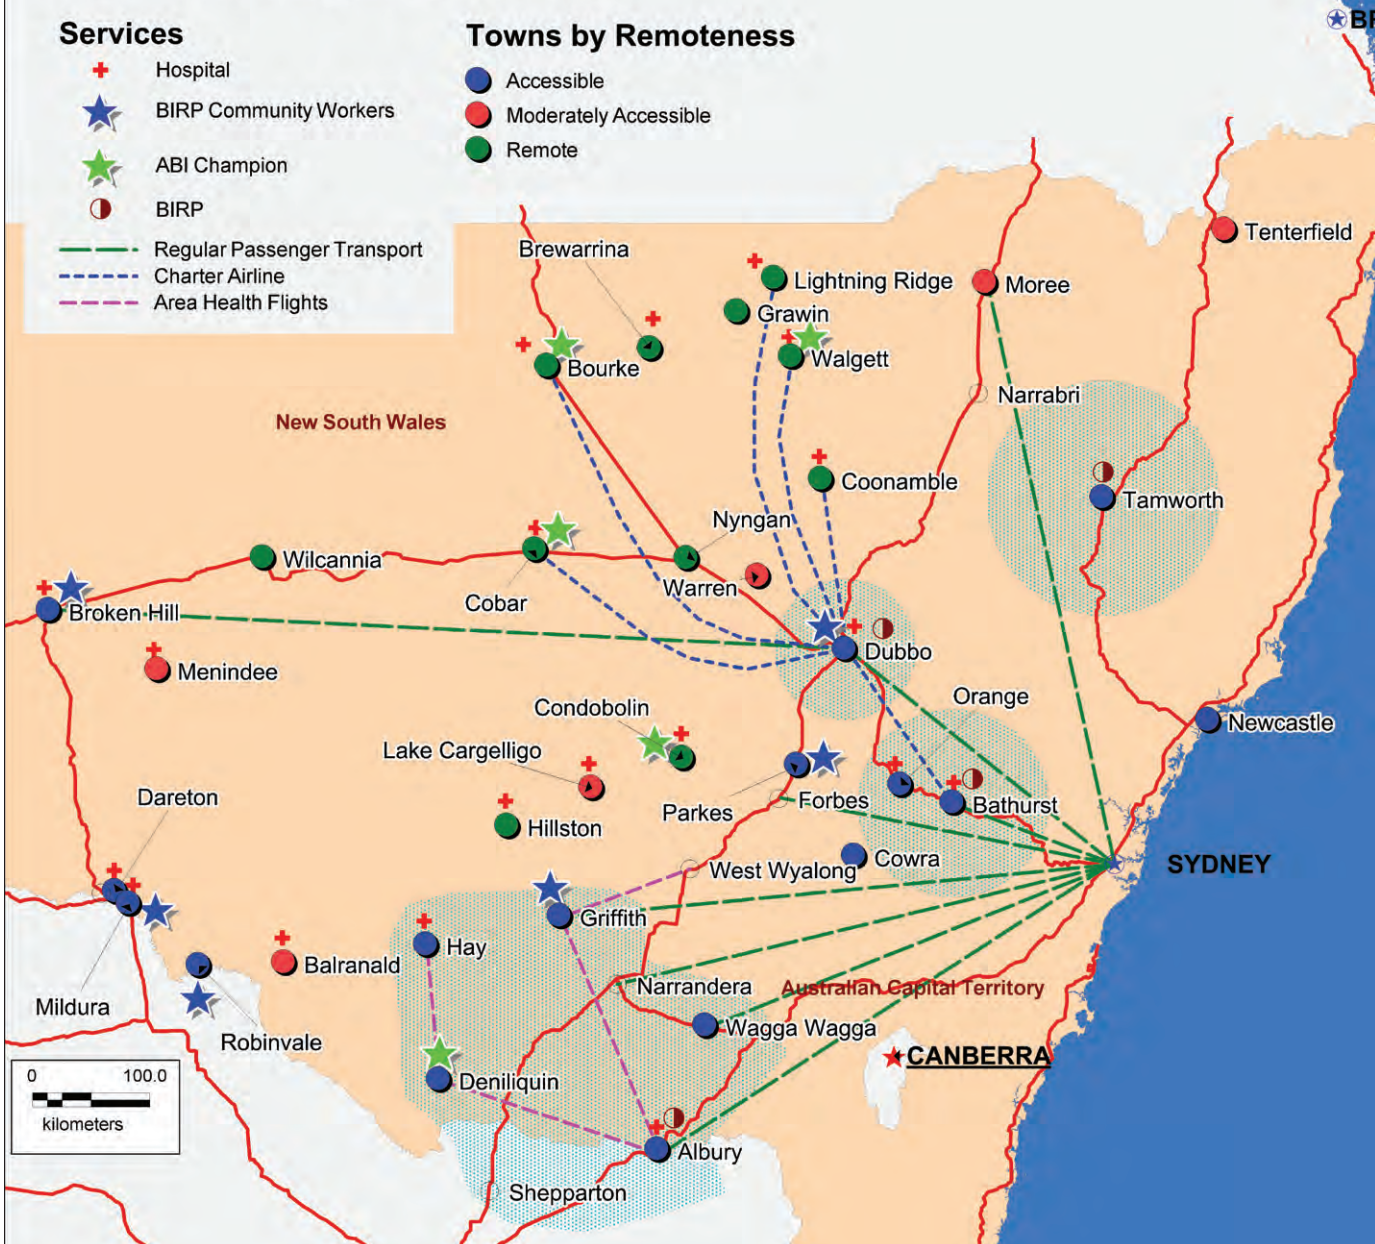 Services
Hospital
BIRP Community Workers
ABI Champion
BIRP
Regular Passenger Transport
Charter Airline
Area Health Flights
Towns by Remoteness
Accessible
Moderately Accessible
Remote
Brewarrina
Tenterfield
Lightning Ridge
Moree
Grawin
Bourke
Walgett
Narrabri
New South Wales
Coonamble
Tamworth
Nyngan
Wilcannia
Warren
Cobar
Broken Hill
Dubbo
Menindee
Orange
Condobolin
Newcastle
Lake Cargelligo
Dareton
Parkes
Forbes
Bathurst
Hillston
Cowra
SYDNEY
West Wyalong
Griffith
Hay
Balranald
Narrandera
Australian Capital Territory
Mildura
Wagga Wagga
Robinvale
CANBERRA
0 100.0
kilometers
Deniliquin
Albury
Shepparton